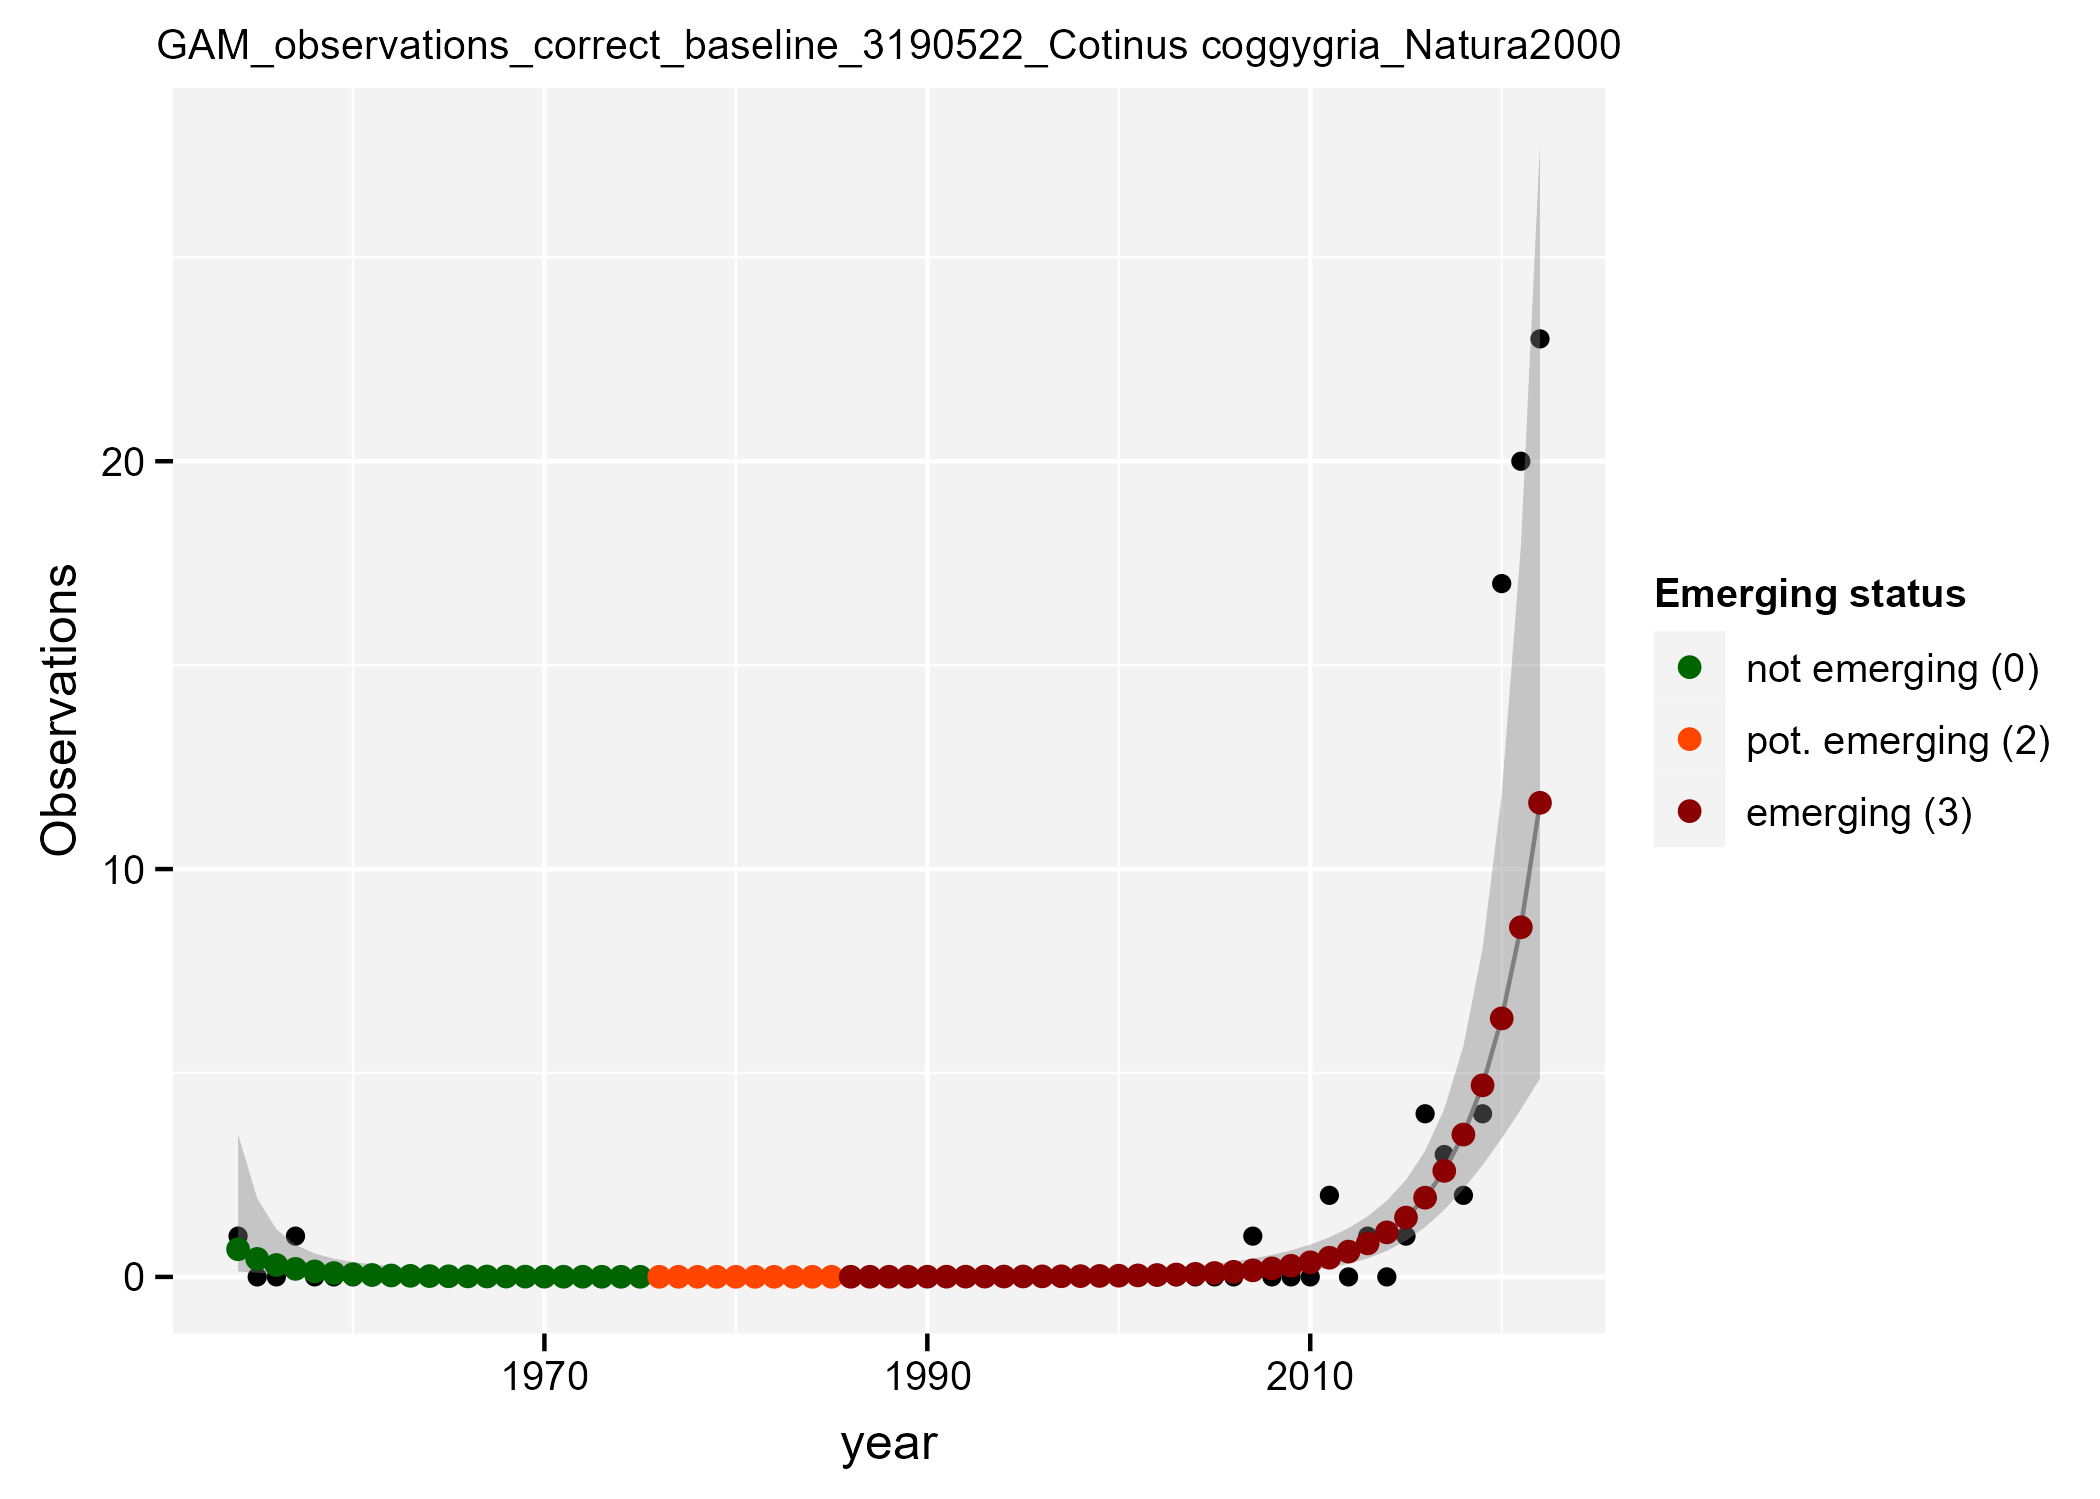 GAM_observations_correct_baseline_3190522_Cotinus coggygria_Natura2000
Observations
20
10
0
1970
1990
2010
year
Emerging status
not emerging (0)
pot. emerging (2)
emerging (3)